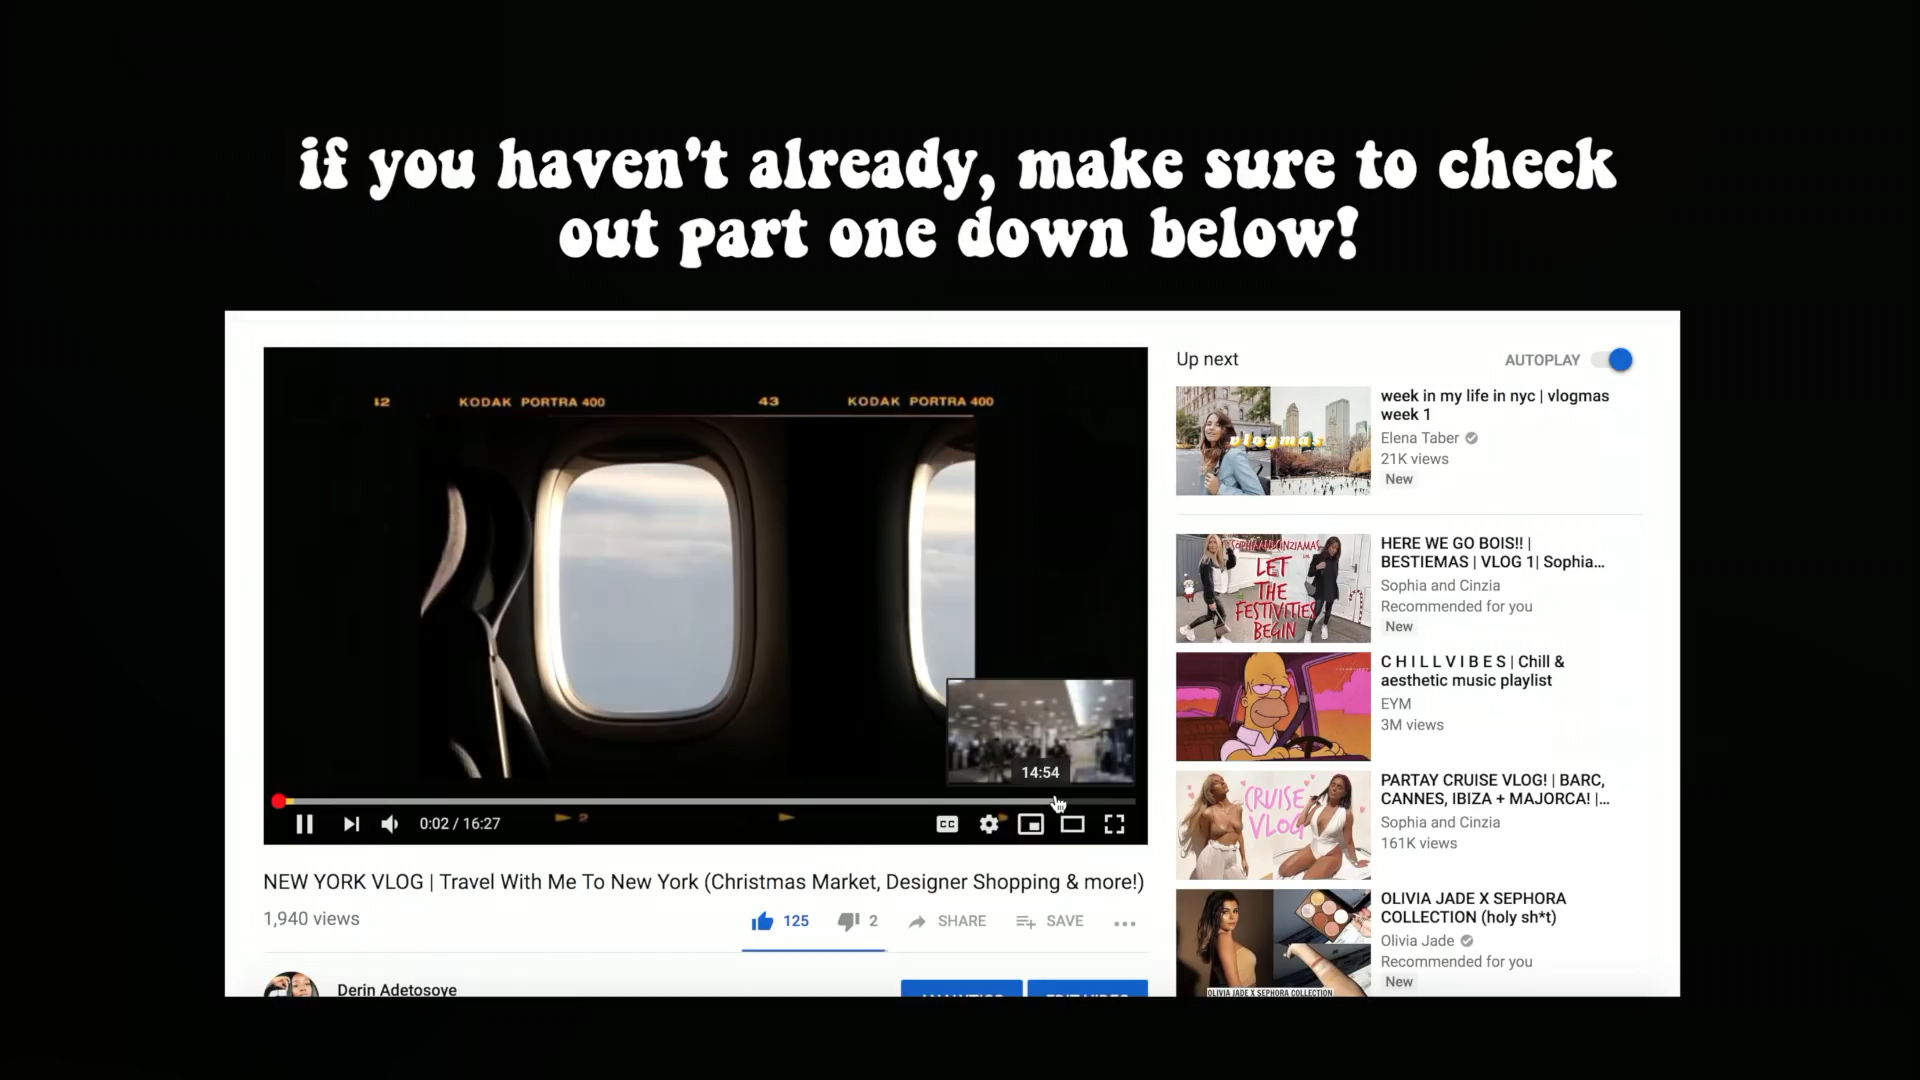 if you haven't already, make sure to check
out part one down below!
12 KODAK PORTRA 400 43 KODAK PORTRA 400
14:54
0:02 / 16:27
CC
NEW YORK VLOG | Travel With Me To New York (Christmas Market, Designer Shopping & more!)
1,940 views
125 2 SHARE SAVE
Derin Adetosoye
Up next
AUTOPLAY
vlogmas
week in my life in nyc | vlogmas
week 1
Elena Taber
21K views
New
SOPHIAANDCINZIAMAS
LET
THE
FESTIVITIES
BEGIN
HERE WE GO BOIS!! |
BESTIEMAS | VLOG 1| Sophia...
Sophia and Cinzia
Recommended for you
New
C H I L L V I B E S | Chill &
aesthetic music playlist
EYM
3M views
CRUISE
VLOG
PARTAY CRUISE VLOG! | BARC,
CANNES, IBIZA + MAJORCA! |...
Sophia and Cinzia
161K views
OLIVIA JADE X SEPHORA COLLECTION
OLIVIA JADE X SEPHORA
COLLECTION (holy sh*t)
Olivia Jade
Recommended for you
New